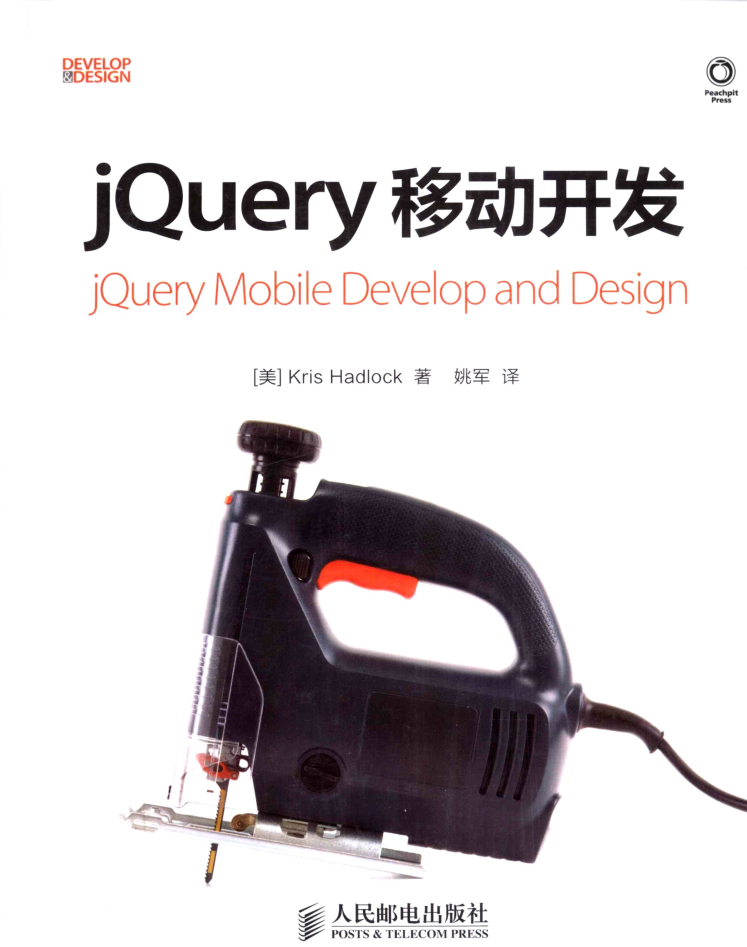 DEVELOP
&DESIGN
Peachpit
Press
jQuery 移动开发
jQuery Mobile Develop and Design
[美] Kris Hadlock 著 姚军 译
人民邮电出版社
POSTS & TELECOM PRESS